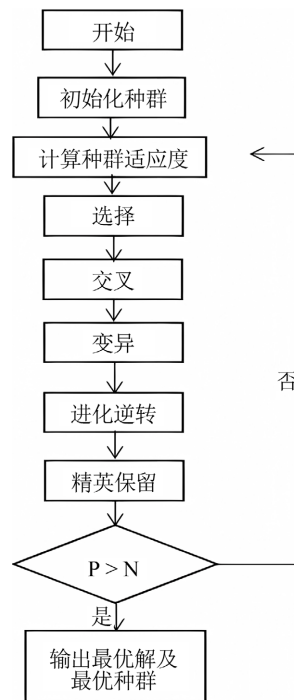 开始
初始化种群
计算种群适应度
选择
交叉
变异
否
进化逆转
精英保留
P > N
是
输出最优解及
最优种群